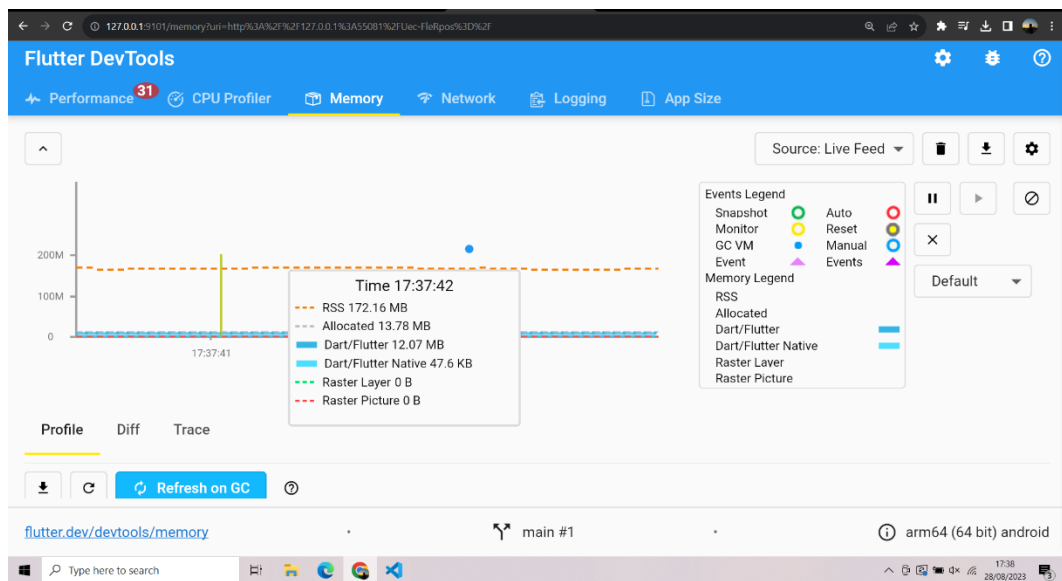 127.0.0.1:9101/memory?uri=http%3A%2F%2F127.0.0.1%3A55081%2FUec-FleRpos%3D%2F
Flutter DevTools
Performance 31 CPU Profiler Memory Network Logging App Size
Source: Live Feed
200M
100M
0
17:37:41
Time 17:37:42
RSS 172.16 MB
Allocated 13.78 MB
Dart/Flutter 12.07 MB
Dart/Flutter Native 47.6 KB
Raster Layer 0 B
Raster Picture 0 B
Events Legend
Snapshot Auto
Monitor Reset
GC VM Manual
Event Events
Memory Legend
RSS
Allocated
Dart/Flutter
Dart/Flutter Native
Raster Layer
Raster Picture
Default
Profile Diff Trace
Refresh on GC
flutter.dev/devtools/memory • main #1 • arm64 (64 bit) android
Type here to search
17:38
28/08/2023